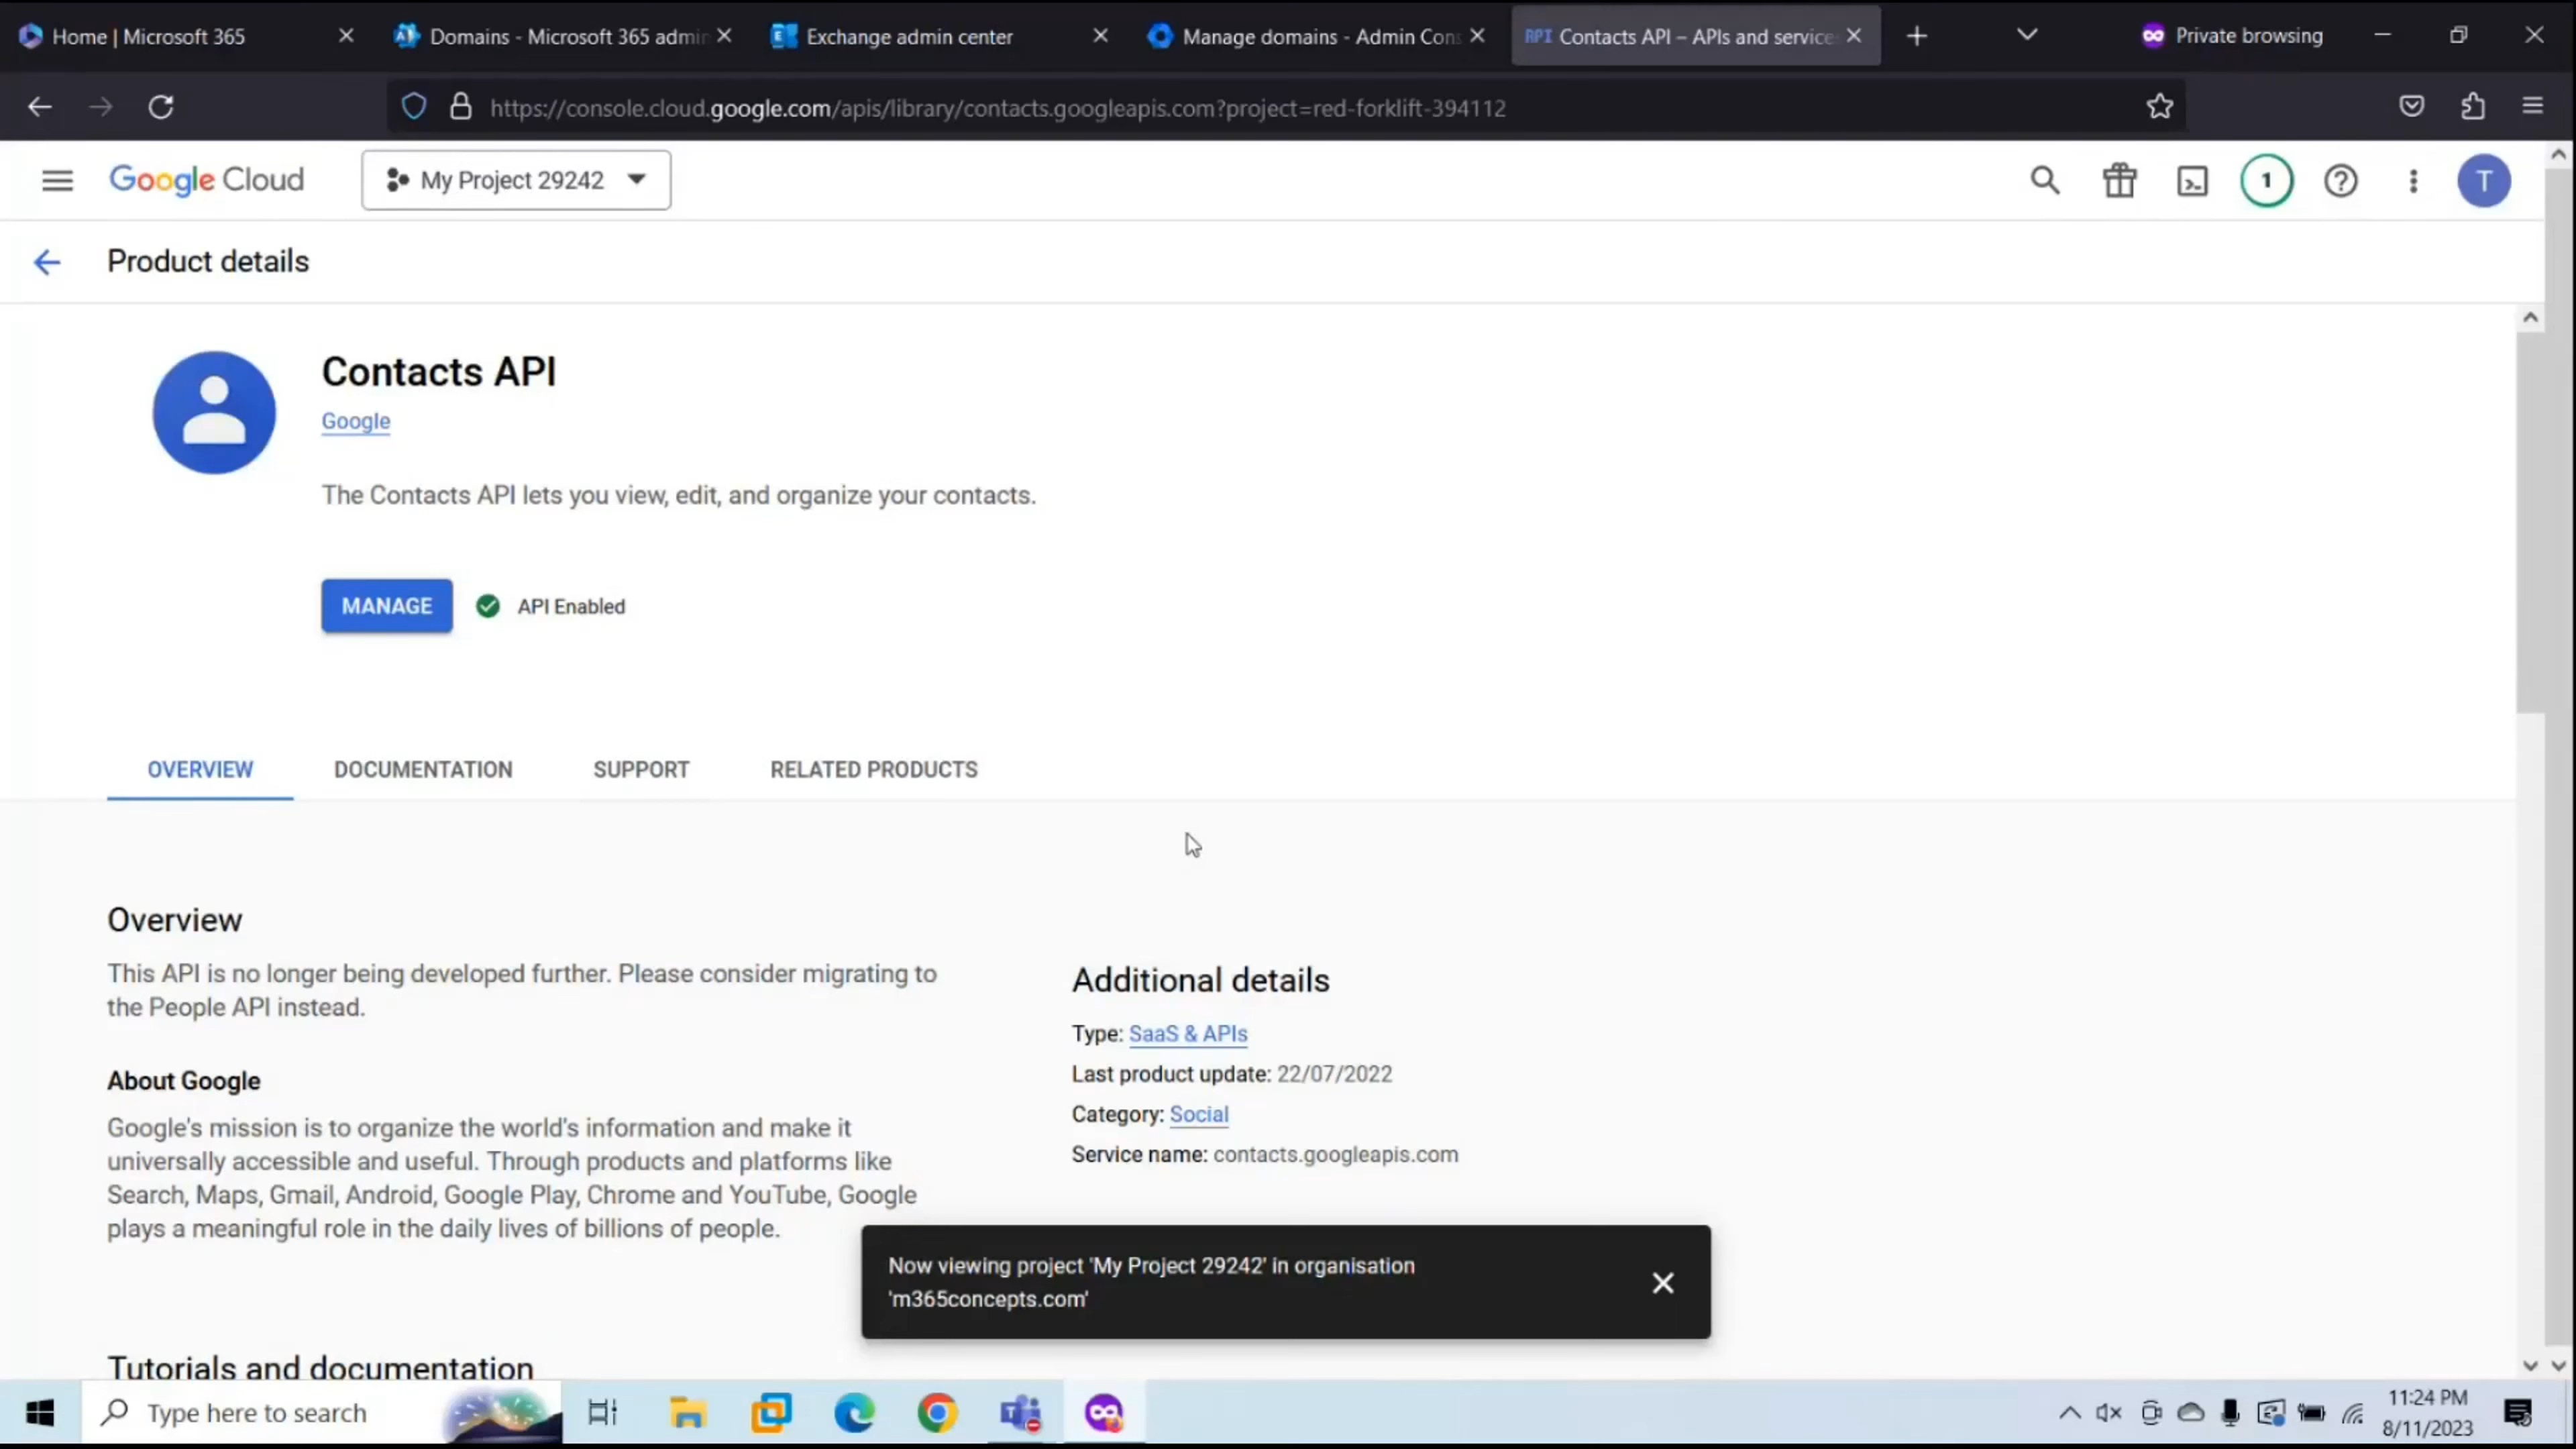 Home | Microsoft 365
Domains - Microsoft 365 admin
Exchange admin center
Manage domains - Admin Cons
API Contacts API – APIs and services
Private browsing
https://console.cloud.google.com/apis/library/contacts.googleapis.com?project=red-forklift-394112
Google Cloud
My Project 29242
1
T
Product details
Contacts API
Google
The Contacts API lets you view, edit, and organize your contacts.
MANAGE
API Enabled
OVERVIEW
DOCUMENTATION
SUPPORT
RELATED PRODUCTS
Overview
This API is no longer being developed further. Please consider migrating to
the People API instead.
About Google
Google's mission is to organize the world's information and make it
universally accessible and useful. Through products and platforms like
Search, Maps, Gmail, Android, Google Play, Chrome and YouTube, Google
plays a meaningful role in the daily lives of billions of people.
Additional details
Type: SaaS & APIs
Last product update: 22/07/2022
Category: Social
Service name: contacts.googleapis.com
Now viewing project 'My Project 29242' in organisation
'm365concepts.com'
Tutorials and documentation
Type here to search
11:24 PM
8/11/2023